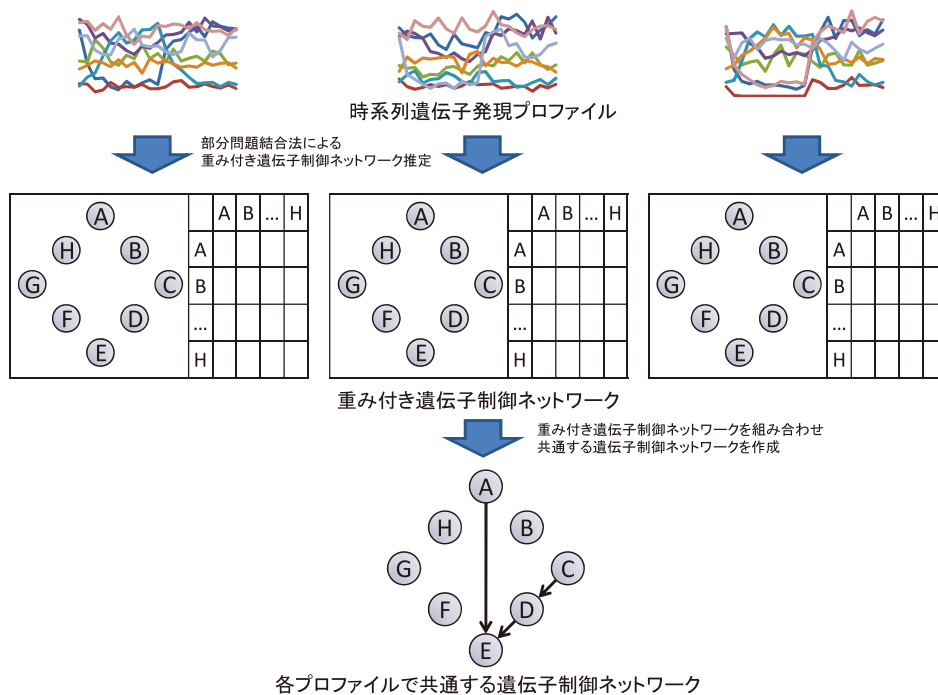 時系列遺伝子発現プロファイル
部分問題結合法による
重み付き遺伝子制御ネットワーク推定
A
H B
G C
F D
E
A B ... H
A
B
...
H
A
H B
G C
F D
E
A B ... H
A
B
...
H
A
H B
G C
F D
E
A B ... H
A
B
...
H
重み付き遺伝子制御ネットワーク
重み付き遺伝子制御ネットワークを組み合わせ
共通する遺伝子制御ネットワークを作成
A
H B
G C
F D
E
各プロファイルで共通する遺伝子制御ネットワーク